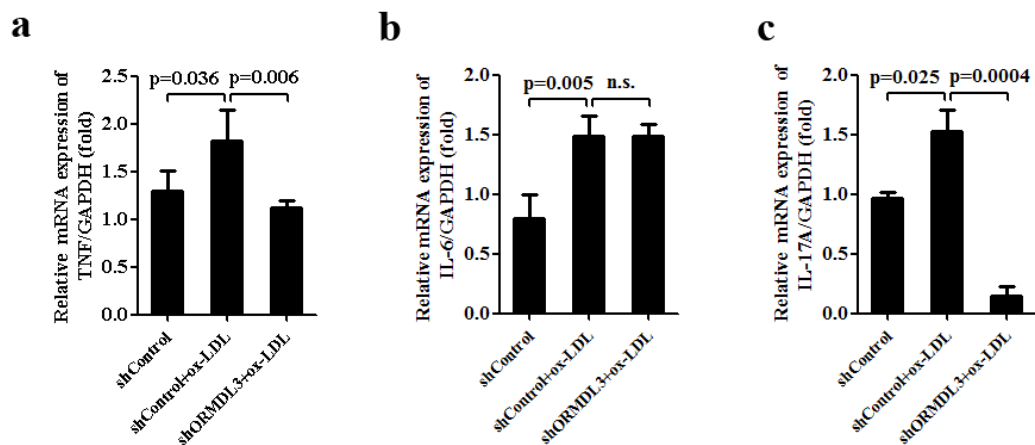 a
p=0.036 p=0.006
Relative mRNA expression of
TNF/GAPDH (fold)
2.5
2.0
1.5
1.0
0.5
0.0
shControl
shControl+ox-LDL
shORMDL3+ox-LDL
b
p=0.005 n.s.
Relative mRNA expression of
IL-6/GAPDH (fold)
2.0
1.5
1.0
0.5
0.0
shControl
shControl+ox-LDL
shORMDL3+ox-LDL
c
p=0.025 p=0.0004
Relative mRNA expression of
IL-17A/GAPDH (fold)
2.0
1.5
1.0
0.5
0.0
shControl
shControl+ox-LDL
shORMDL3+ox-LDL